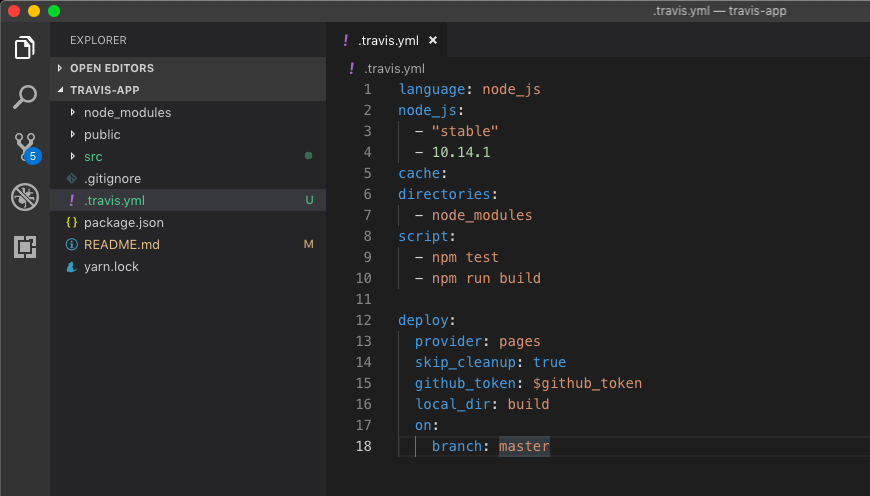 .travis.yml — travis-app
EXPLORER
OPEN EDITORS
TRAVIS-APP
node_modules
public
src
.gitignore
.travis.yml U
{ } package.json
README.md M
yarn.lock
5
! .travis.yml ×
! .travis.yml
1 language: node_js
2 node_js:
3   - "stable"
4   - 10.14.1
5 cache:
6 directories:
7   - node_modules
8 script:
9   - npm test
10   - npm run build
11
12 deploy:
13   provider: pages
14   skip_cleanup: true
15   github_token: $github_token
16   local_dir: build
17   on:
18     branch: master